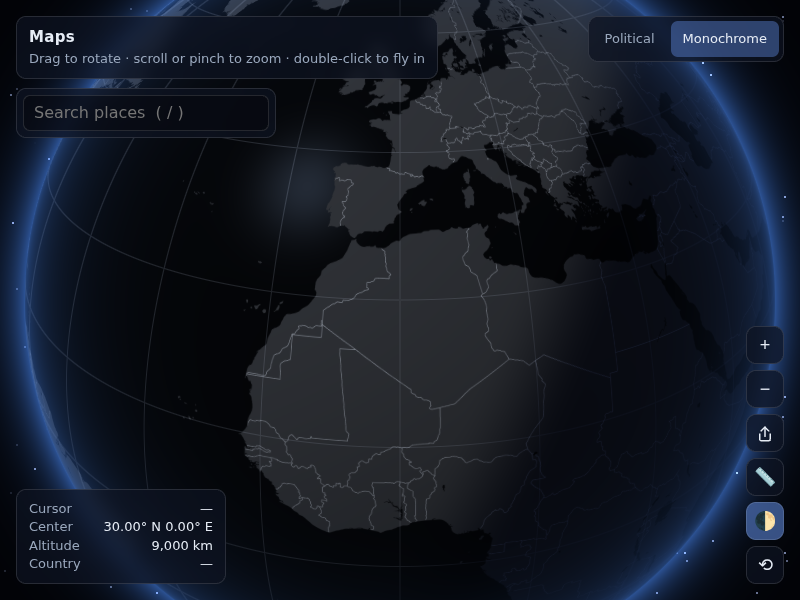 Maps
Drag to rotate · scroll or pinch to zoom · double-click to fly in
Political
Monochrome
Search places ( / )
+
−
Cursor —
Center 30.00° N 0.00° E
Altitude 9,000 km
Country —